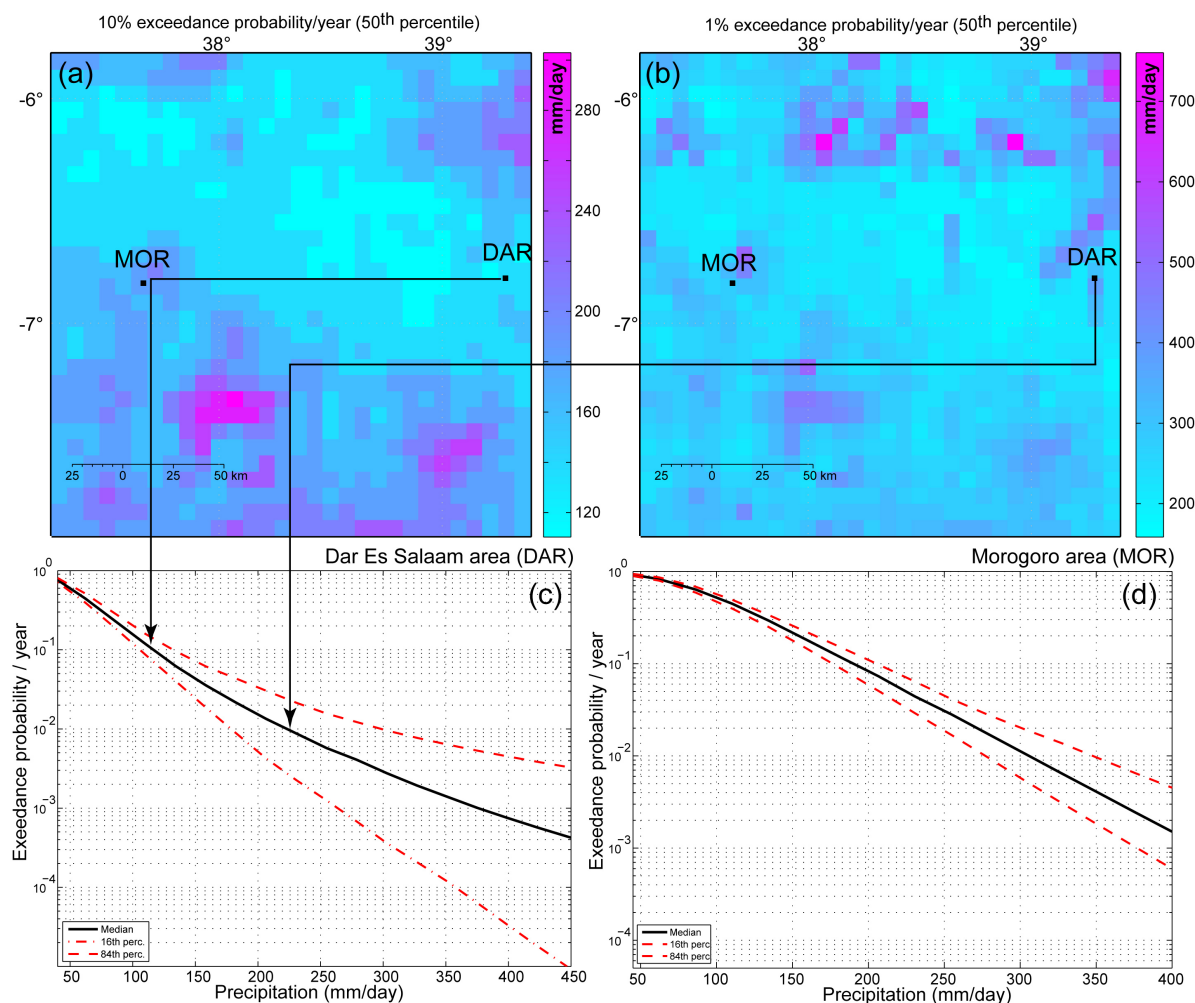 10% exceedance probability/year (50th percentile)
1% exceedance probability/year (50th percentile)
38° 39°
38° 39°
(a)
mm/day
-6°
280
240
200
160
120
MOR
DAR
-7°
25 0 25 50 km
(b)
mm/day
-6°
700
600
500
400
300
200
MOR
DAR
-7°
25 0 25 50 km
Dar Es Salaam area (DAR)
(c)
Exeedance probability / year
10^0
10^-1
10^-2
10^-3
10^-4
Median
16th perc.
84th perc.
50 100 150 200 250 300 350 400 450
Precipitation (mm/day)
Morogoro area (MOR)
(d)
Exeedance probability / year
10^0
10^-1
10^-2
10^-3
10^-4
Median
16th perc
84th perc
50 100 150 200 250 300 350 400
Precipitation (mm/day)